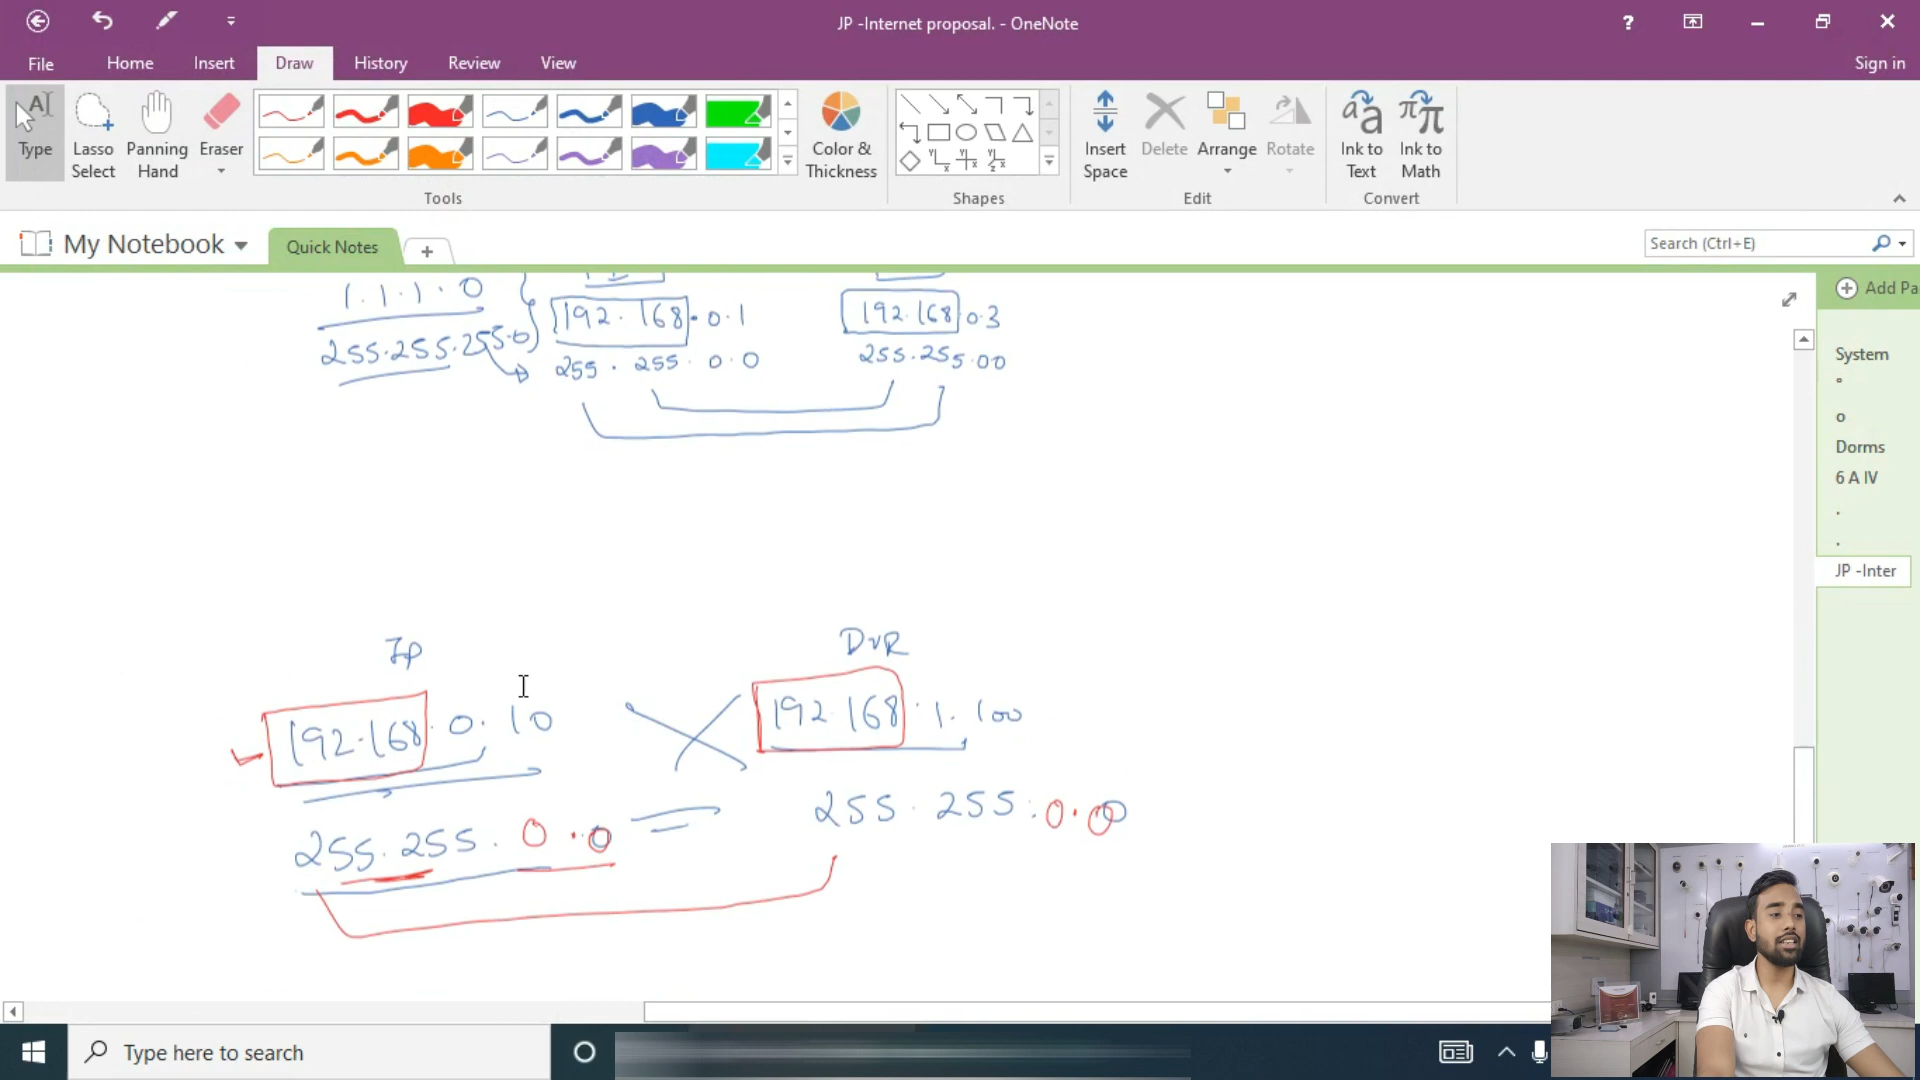 JP -Internet proposal. - OneNote
File Home Insert Draw History Review View Sign in
Type Lasso Select Panning Hand Eraser Color & Thickness Insert Space Delete Arrange Rotate Ink to Text Ink to Math
Tools Shapes Edit Convert
My Notebook Quick Notes Search (Ctrl+E)
Add Pa
1.1.1.0
255.255.255.0
192.168.0.1
255.255.0.0
192.168 0.3
255.255.00
System
Dorms
6 A IV
JP -Inter
IP
192.168.0.10
255.255.0.0
DVR
192.168.1.100
255.255.0.0
Type here to search